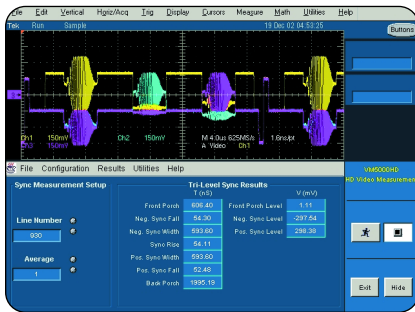 File Edit Vertical Horiz/Acq Trig Display Cursors Measure Math Utilities Help
Tek Run Sample 19 Dec 02 04:53:25
Buttons
Ch1 150mV Ch2 150mV M 4.0us 625MS/s 1.6ns/pt
Ch3 150mV A Video Ch1
File Configuration Results Utilities Help
VM5000HD
HD Video Measurement
Sync Measurement Setup
Tri-Level Sync Results
T (nS) V (mV)
Front Porch 606.40 Front Porch Level 1.11
Neg. Sync Fall 54.30 Neg. Sync Level -297.54
Line Number
Neg. Sync Width 593.60 Pos. Sync Level 298.38
930
Sync Rise 54.11
Average
Pos. Sync Width 593.60
1
Pos. Sync Fall 52.48
Back Porch 1995.19
Exit Hide